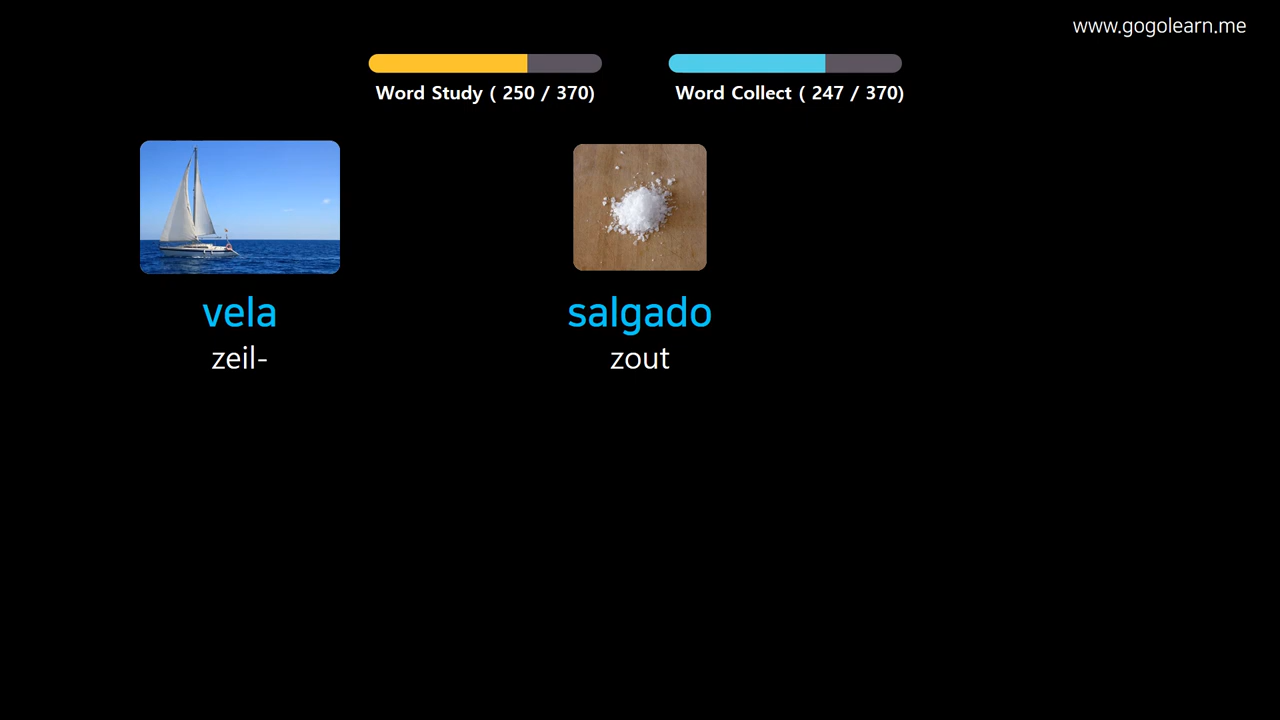 www.gogolearn.me
Word Study ( 250 / 370)
Word Collect ( 247 / 370)
vela
zeil-
salgado
zout